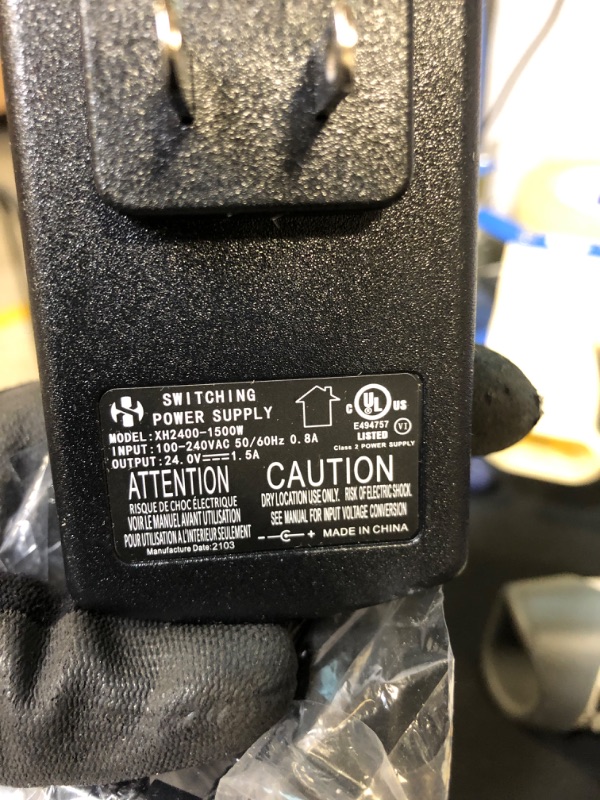 SWITCHING
POWER SUPPLY
MODEL:XH2400-1500W
INPUT:100-240VAC 50/60Hz 0.8A
OUTPUT:24.0V 1.5A
C UL US
E494757
LISTED
VI
Class 2 POWER SUPPLY
ATTENTION
RISQUE DE CHOC ÉLECTRIQUE
VOIR LE MANUEL AVANT UTILISATION
POUR UTILISATION A L'INTERIEUR SEULEMENT
Manufacture Date:2103
CAUTION
DRY LOCATION USE ONLY. RISK OF ELECTRIC SHOCK.
SEE MANUAL FOR INPUT VOLTAGE CONVERSION
- + MADE IN CHINA